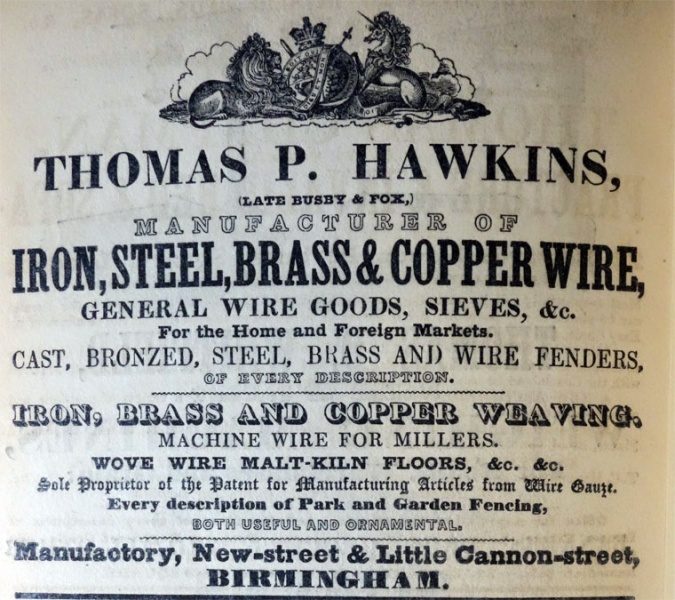 THOMAS P. HAWKINS,
(LATE BUSBY & FOX,)
MANUFACTURER OF
IRON, STEEL, BRASS & COPPER WIRE,
GENERAL WIRE GOODS, SIEVES, &c.
For the Home and Foreign Markets.
CAST, BRONZED, STEEL, BRASS AND WIRE FENDERS,
OF EVERY DESCRIPTION.
IRON, BRASS AND COPPER WEAVING.
MACHINE WIRE FOR MILLERS.
WOVE WIRE MALT-KILN FLOORS, &c. &c.
Sole Proprietor of the Patent for Manufacturing Articles from Wire Gauze.
Every description of Park and Garden Fencing,
BOTH USEFUL AND ORNAMENTAL.
Manufactory, New-street & Little Cannon-street,
BIRMINGHAM.